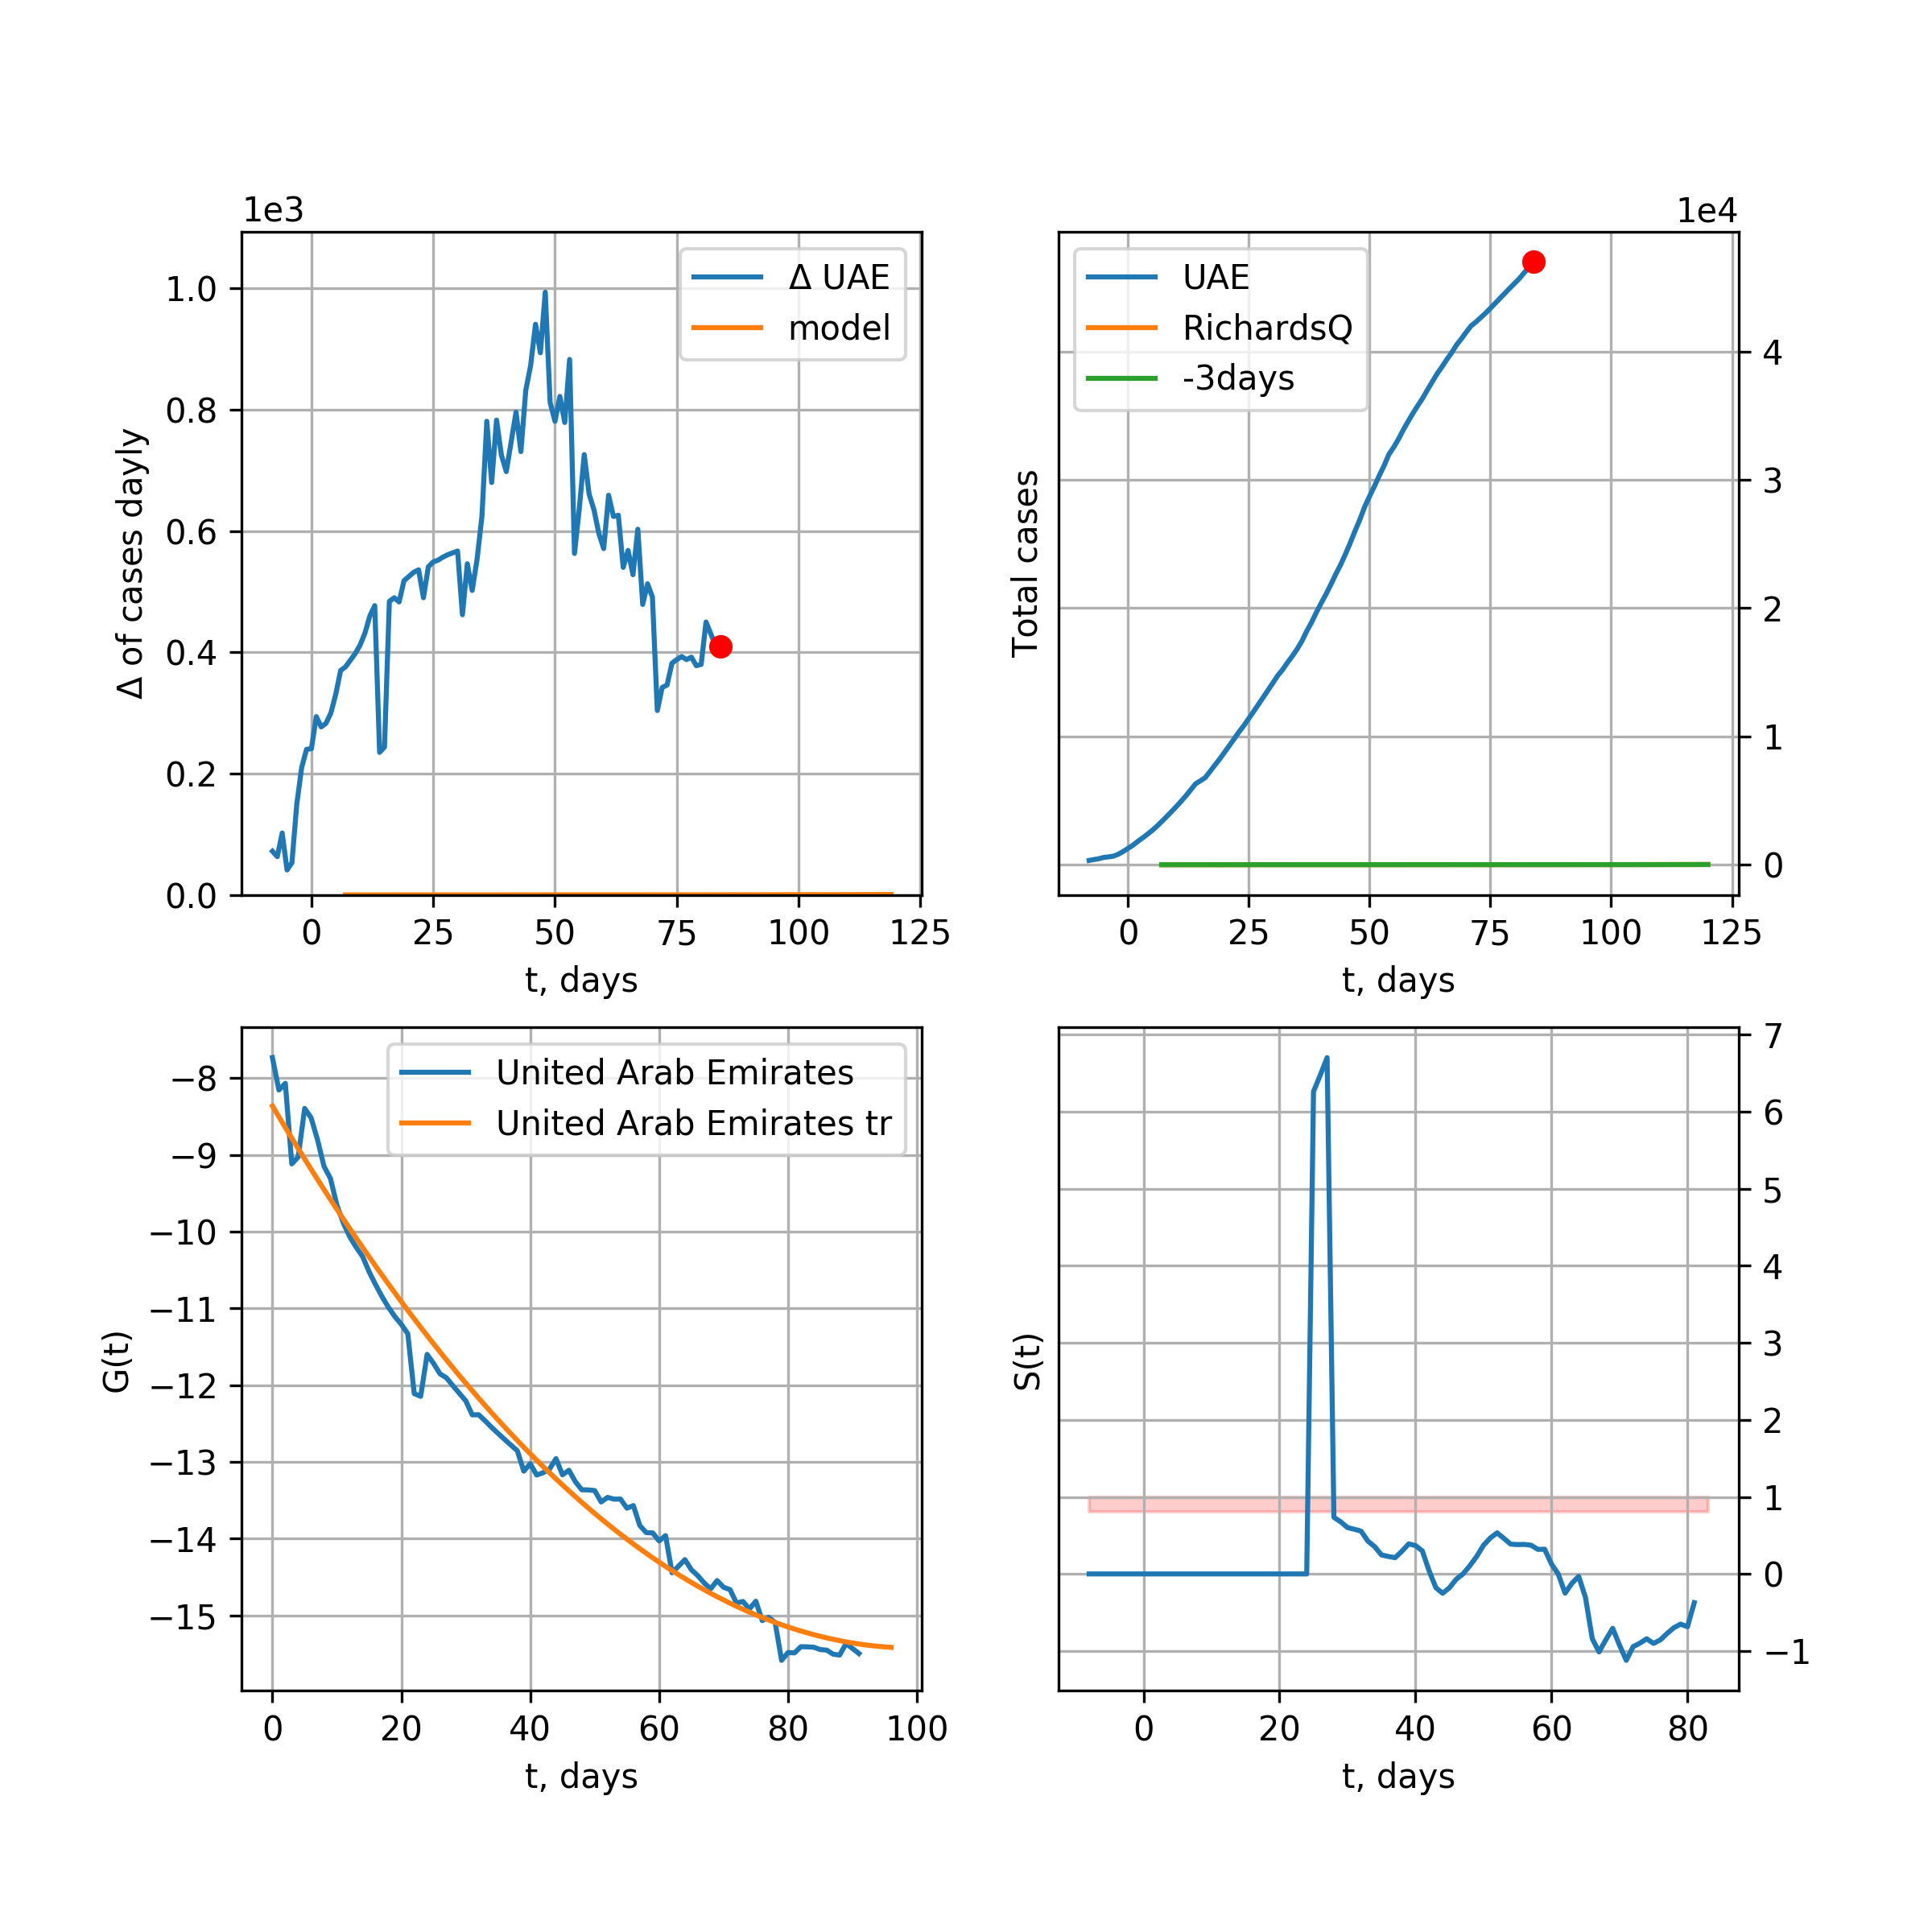 1e3
Δ UAE
model
1.0
0.8
0.6
0.4
0.2
0.0
Δ of cases dayly
0 25 50 75 100 125
t, days
1e4
UAE
RichardsQ
-3days
4
3
2
1
0
Total cases
0 25 50 75 100 125
t, days
United Arab Emirates
United Arab Emirates tr
−8
−9
−10
−11
−12
−13
−14
−15
G(t)
0 20 40 60 80 100
t, days
7
6
5
4
3
2
1
0
−1
S(t)
0 20 40 60 80
t, days